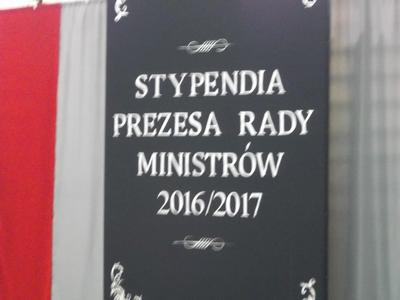 STYPENDIA
PREZESA RADY
MINISTRÓW
2016/2017